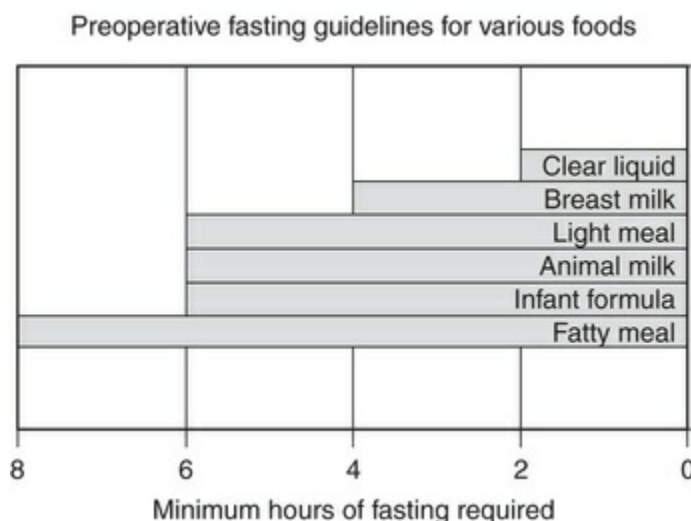 Preoperative fasting guidelines for various foods
Clear liquid
Breast milk
Light meal
Animal milk
Infant formula
Fatty meal
8 6 4 2 0
Minimum hours of fasting required